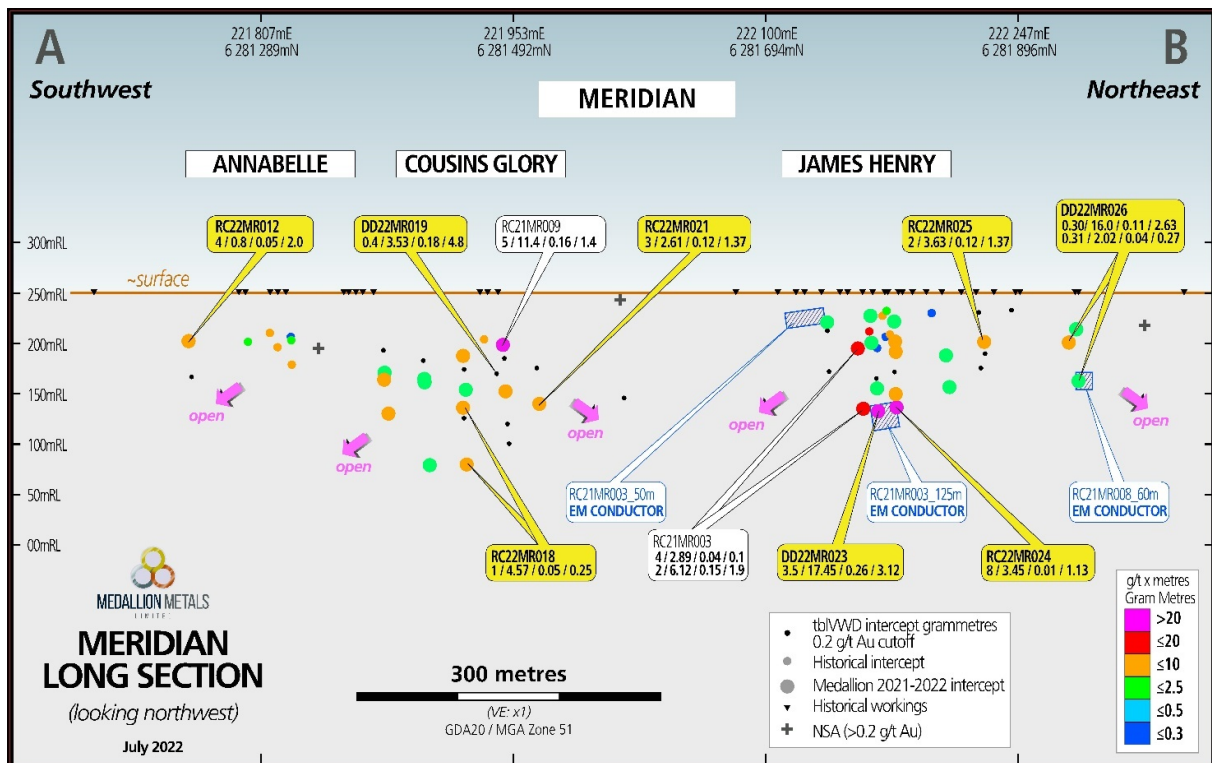 A
B
221 807mE
6 281 289mN
221 953mE
6 281 492mN
222 100mE
6 281 694mN
222 247mE
6 281 896mN
Southwest
Northeast
MERIDIAN
ANNABELLE
COUSINS GLORY
JAMES HENRY
RC22MR012
4 / 0.8 / 0.05 / 2.0
DD22MR019
0.4 / 3.53 / 0.18 / 4.8
RC21MR009
5 / 11.4 / 0.16 / 1.4
RC22MR021
3 / 2.61 / 0.12 / 1.37
RC22MR025
2 / 3.63 / 0.12 / 1.37
DD22MR026
0.30/ 16.0 / 0.11 / 2.63
0.31 / 2.02 / 0.04 / 0.27
300mRL
250mRL
200mRL
150mRL
100mRL
50mRL
00mRL
~surface
open
open
open
open
open
RC21MR003_50m
EM CONDUCTOR
RC21MR003_125m
EM CONDUCTOR
RC21MR008_60m
EM CONDUCTOR
RC22MR018
1 / 4.57 / 0.05 / 0.25
RC21MR003
4 / 2.89 / 0.04 / 0.1
2 / 6.12 / 0.15 / 1.9
DD22MR023
3.5 / 17.45 / 0.26 / 3.12
RC22MR024
8 / 3.45 / 0.01 / 1.13
MEDALLION METALS
LIMITED
MERIDIAN
LONG SECTION
(looking northwest)
July 2022
300 metres
(VE: x1)
GDA20 / MGA Zone 51
tblVWD intercept grammetres
0.2 g/t Au cutoff
Historical intercept
Medallion 2021-2022 intercept
Historical workings
NSA (>0.2 g/t Au)
g/t x metres
Gram Metres
>20
≤20
≤10
≤2.5
≤0.5
≤0.3